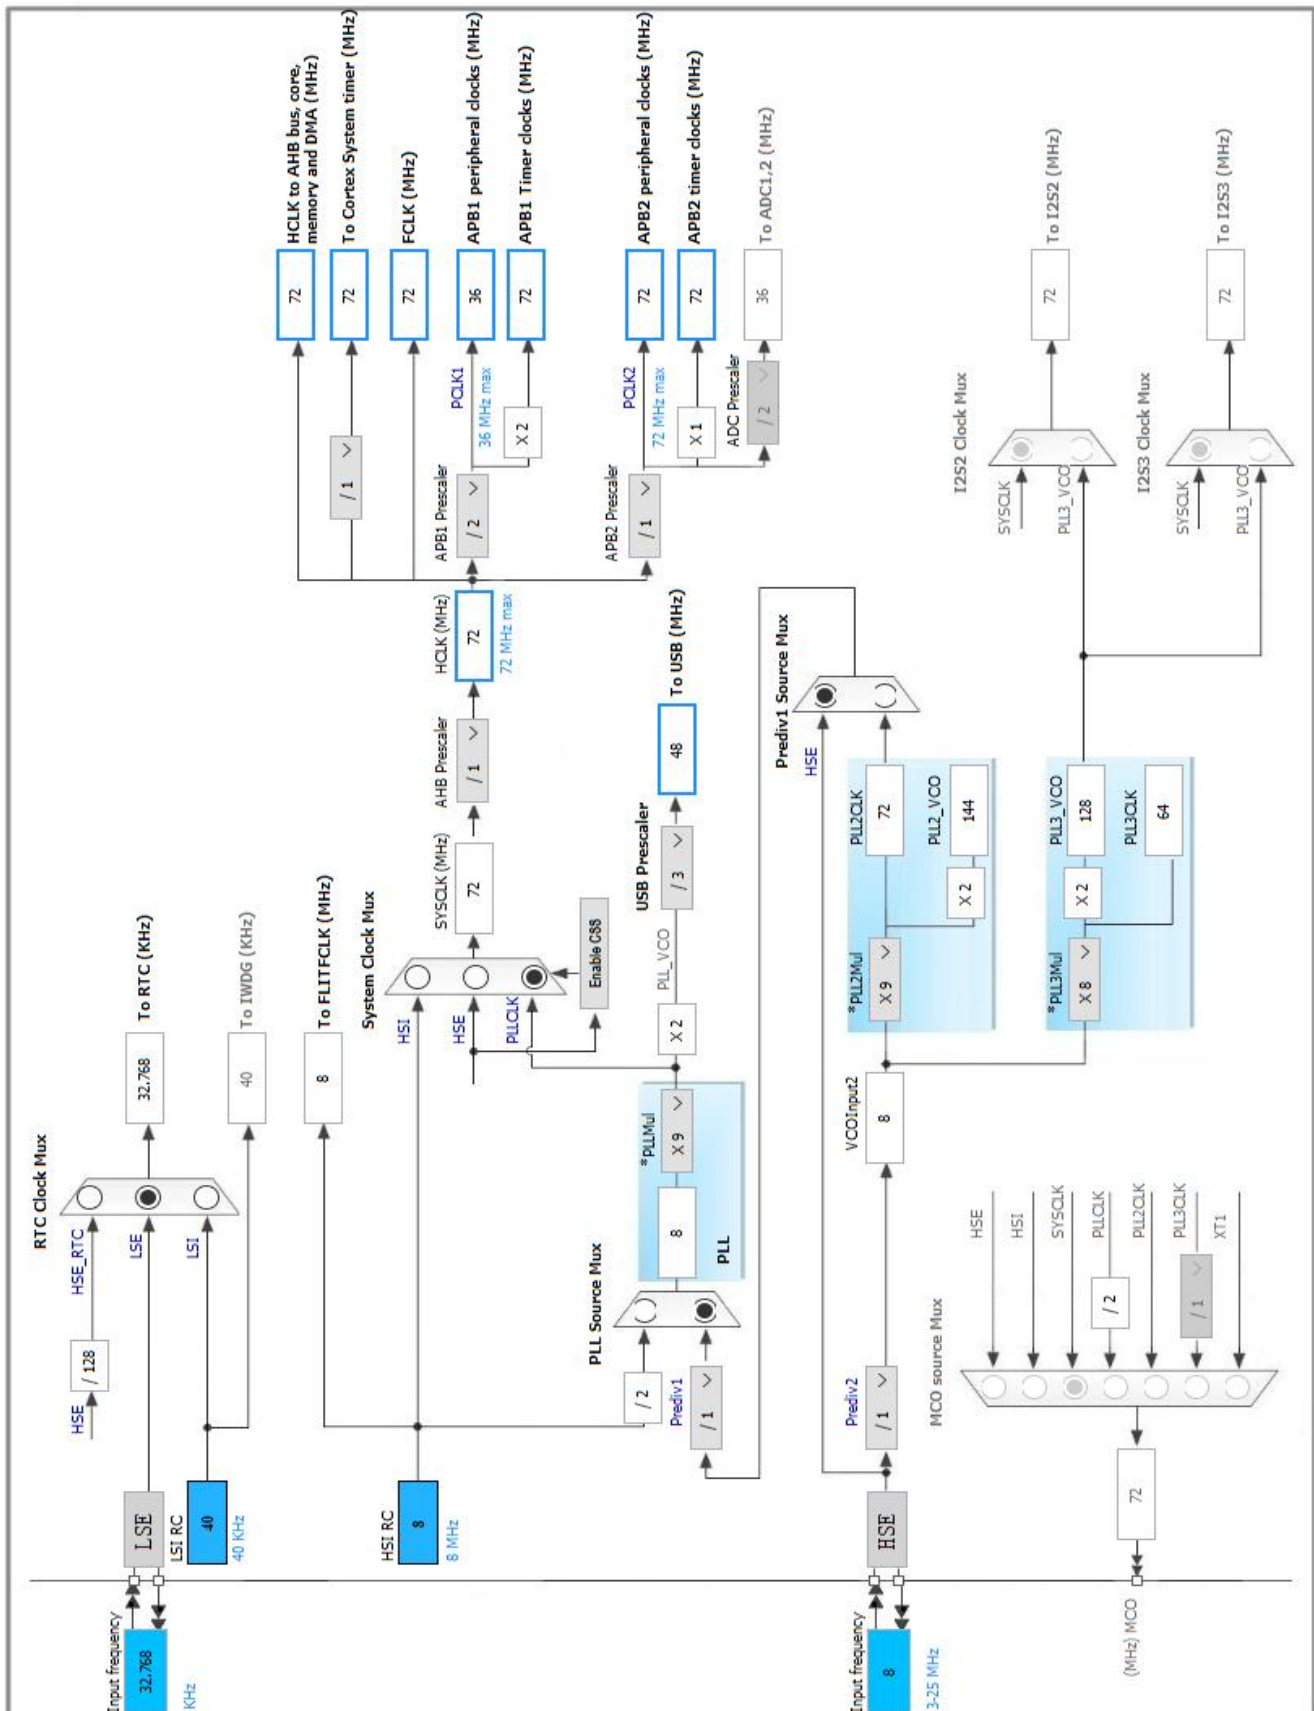 RTC Clock Mux
HSE
/ 128
HSE_RTC
Input frequency
32.768
KHz
LSE
LSE
32.768
To RTC (KHz)
LSI RC
40
40 KHz
LSI
40
To IWDG (KHz)
8
To FLITFCLK (MHz)
HSI RC
8
8 MHz
System Clock Mux
HSI
HSE
PLLCLK
Enable CSS
SYSCLK (MHz)
72
AHB Prescaler
/ 1
HCLK (MHz)
72
72 MHz max
72
HCLK to AHB bus, core,
memory and DMA (MHz)
/ 1
72
To Cortex System timer (MHz)
72
FCLK (MHz)
APB1 Prescaler
/ 2
PCLK1
36 MHz max
36
APB1 peripheral clocks (MHz)
X 2
72
APB1 Timer clocks (MHz)
APB2 Prescaler
/ 1
PCLK2
72 MHz max
72
APB2 peripheral clocks (MHz)
X 1
72
APB2 timer clocks (MHz)
ADC Prescaler
/ 2
36
To ADC1,2 (MHz)
PLL Source Mux
/ 2
Prediv1
/ 1
8
*PLLMul
X 9
PLL
X 2
PLL_VCO
USB Prescaler
/ 3
48
To USB (MHz)
Prediv1 Source Mux
HSE
Input frequency
8
3-25 MHz
HSE
Prediv2
/ 1
VCOInput2
8
*PLL2Mul
X 9
PLL2CLK
72
X 2
PLL2_VCO
144
*PLL3Mul
X 8
X 2
PLL3_VCO
128
PLL3CLK
64
I2S2 Clock Mux
SYSCLK
PLL3_VCO
72
To I2S2 (MHz)
I2S3 Clock Mux
SYSCLK
PLL3_VCO
72
To I2S3 (MHz)
MCO source Mux
HSE
HSI
SYSCLK
PLLCLK
/ 2
PLL2CLK
PLL3CLK
/ 1
XT1
72
(MHz) MCO